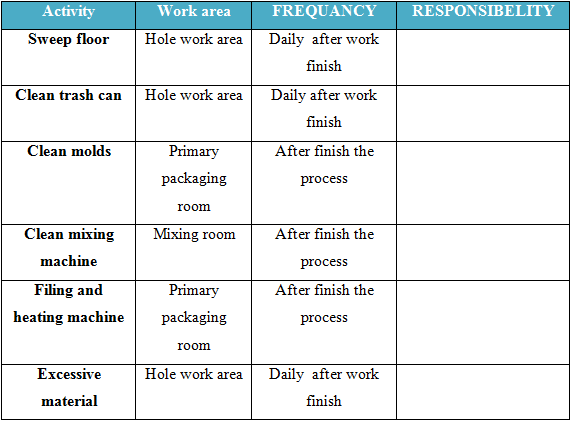 Activity Work area FREQUANCY RESPONSIBELITY
Sweep floor Hole work area Daily after work
finish
Clean trash can Hole work area Daily after work
finish
Clean molds Primary After finish the
packaging process
room
Clean mixing Mixing room After finish the
machine process
Filing and Primary After finish the
heating machine packaging process
room
Excessive Hole work area Daily after work
material finish